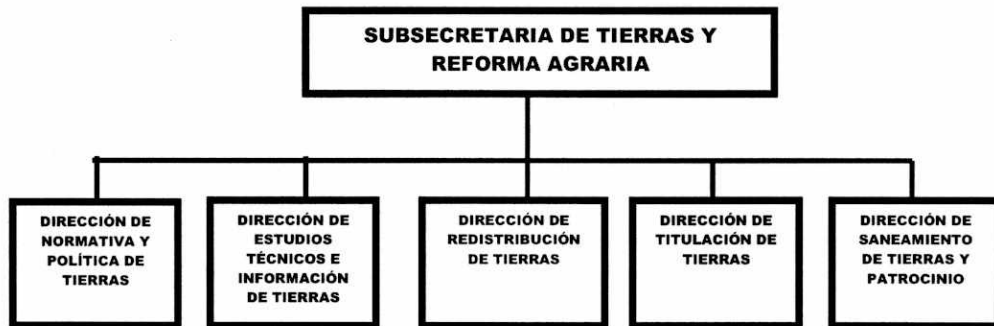 SUBSECRETARIA DE TIERRAS Y
REFORMA AGRARIA
DIRECCIÓN DE
NORMATIVA Y
POLÍTICA DE
TIERRAS
DIRECCIÓN DE
ESTUDIOS
TÉCNICOS E
INFORMACIÓN
DE TIERRAS
DIRECCIÓN DE
REDISTRIBUCIÓN
DE TIERRAS
DIRECCIÓN DE
TITULACIÓN DE
TIERRAS
DIRECCIÓN DE
SANEAMIENTO
DE TIERRAS Y
PATROCINIO